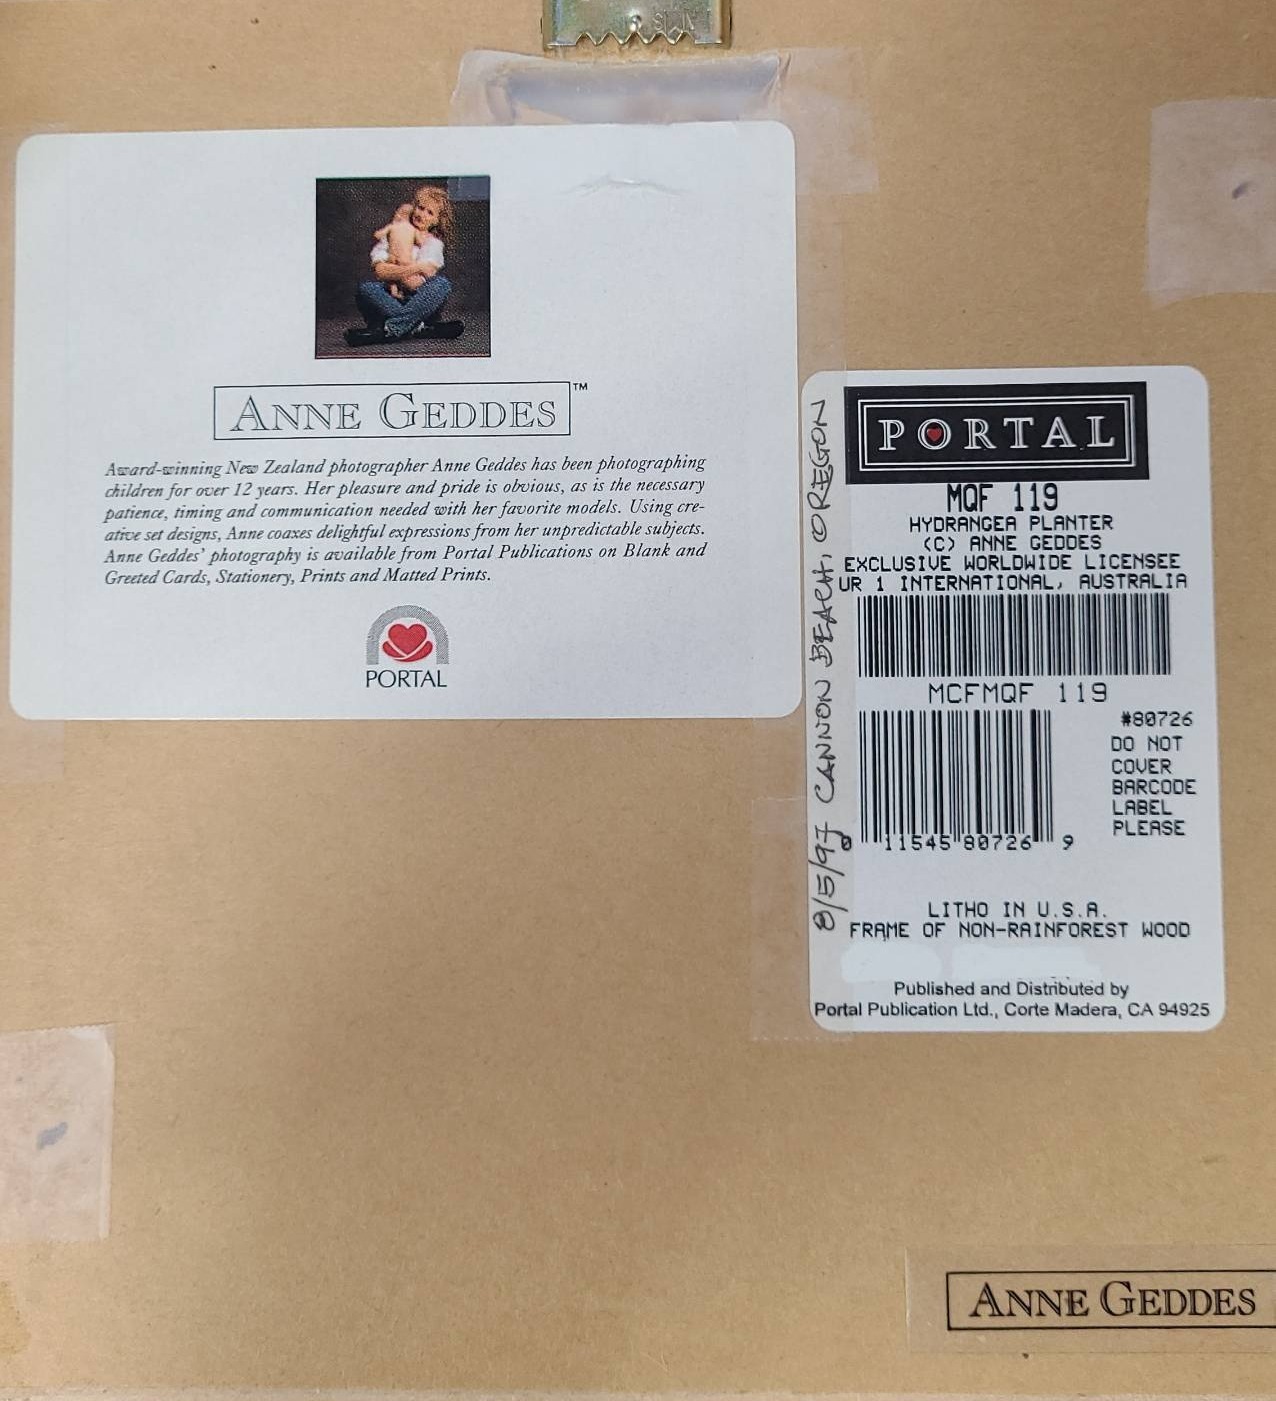 ANNE GEDDES™
Award-winning New Zealand photographer Anne Geddes has been photographing
children for over 12 years. Her pleasure and pride is obvious, as is the necessary
patience, timing and communication needed with her favorite models. Using cre-
ative set designs, Anne coaxes delightful expressions from her unpredictable subjects.
Anne Geddes' photography is available from Portal Publications on Blank and
Greeted Cards, Stationery, Prints and Matted Prints.
PORTAL
8/5/97 CANNON BEACH, OREGON
PORTAL
MQF 119
HYDRANGEA PLANTER
(C) ANNE GEDDES
EXCLUSIVE WORLDWIDE LICENSEE
UR 1 INTERNATIONAL, AUSTRALIA
MCFMQF 119
#80726
DO NOT
COVER
BARCODE
LABEL
PLEASE
0 11545 80726 9
LITHO IN U.S.A.
FRAME OF NON-RAINFOREST WOOD
Published and Distributed by
Portal Publication Ltd., Corte Madera, CA 94925
ANNE GEDDES